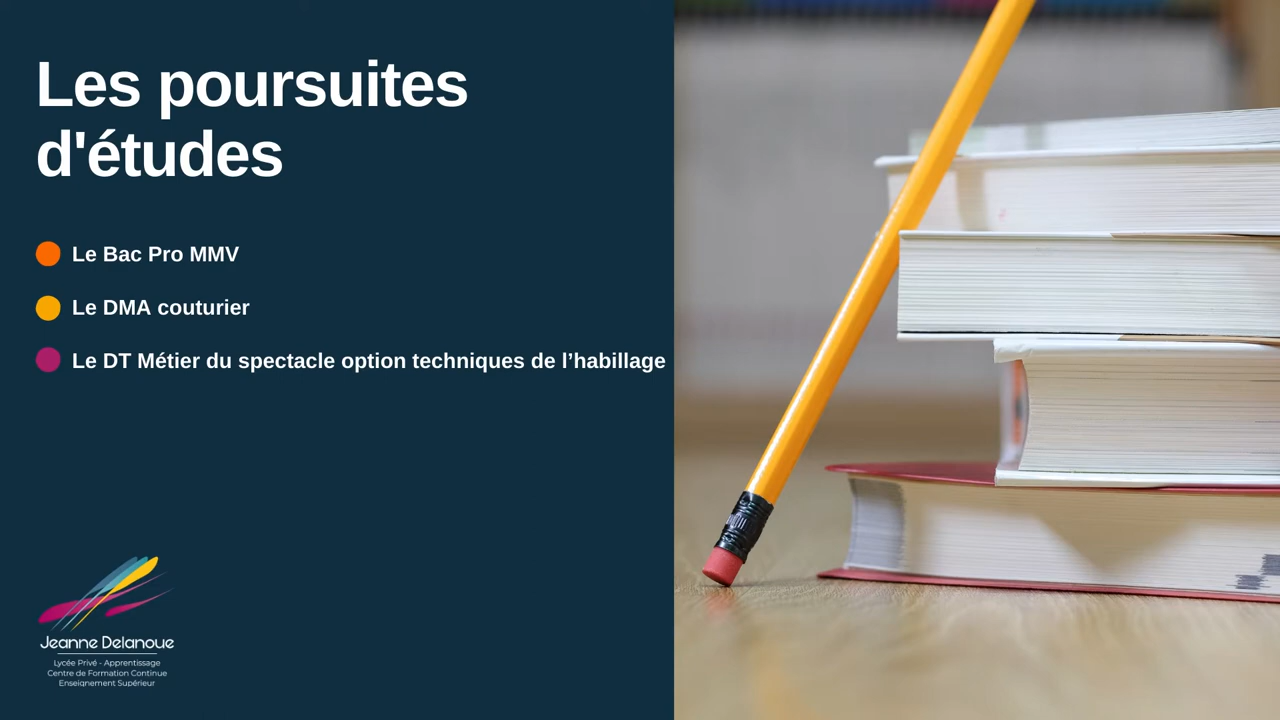 Les poursuites
d'études
Le Bac Pro MMV
Le DMA couturier
Le DT Métier du spectacle option techniques de l’habillage
Jeanne Delanoue
Lycée Privé - Apprentissage
Centre de Formation Continue
Enseignement Supérieur